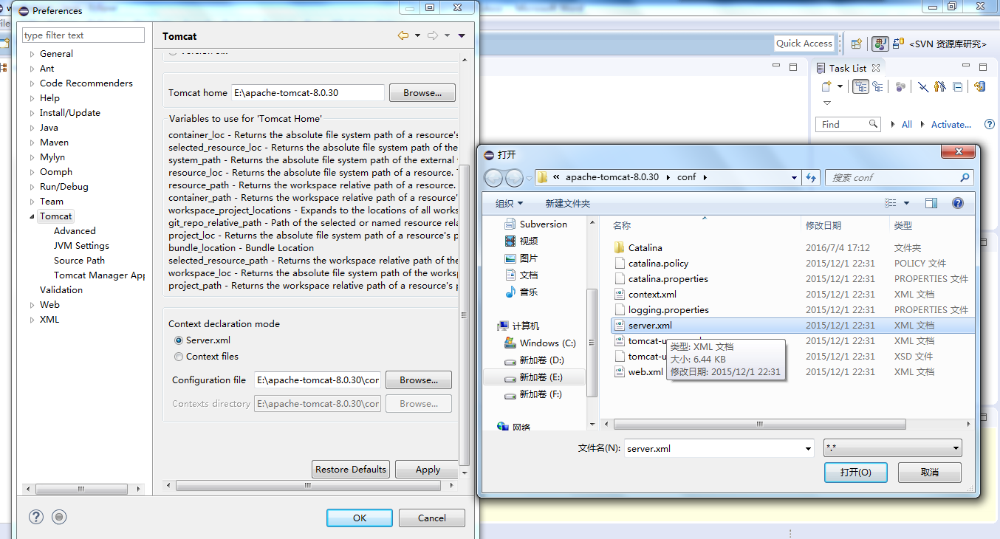 Preferences
type filter text
General
Ant
Code Recommenders
Help
Install/Update
Java
Maven
Mylyn
Oomph
Run/Debug
Team
Tomcat
Advanced
JVM Settings
Source Path
Tomcat Manager App
Validation
Web
XML
Tomcat
Tomcat home
E:\apache-tomcat-8.0.30
Browse...
Variables to use for 'Tomcat Home'
container_loc - Returns the absolute file system path of a resource's
selected_resource_loc - Returns the absolute file system path of the
system_path - Returns the absolute file system path of the external
resource_loc - Returns the absolute file system path of a resource.
resource_path - Returns the workspace relative path of a resource.
container_path - Returns the workspace relative path of a resource's
workspace_project_locations - Expands to the locations of all works
git_repo_relative_path - Path of the selected or named resource rela
project_loc - Returns the absolute file system path of a resource's p
bundle_location - Bundle Location
selected_resource_path - Returns the workspace relative path of the
workspace_loc - Returns the absolute file system path of the works
project_path - Returns the workspace relative path of a resource's p
Context declaration mode
Server.xml
Context files
Configuration file
E:\apache-tomcat-8.0.30\cor
Browse...
Contexts directory
E:\apache-tomcat-8.0.30\cor
Browse...
Restore Defaults
Apply
OK
Cancel
Quick Access
<SVN 资源库研究>
Task List
Find
All
Activate...
打开
« apache-tomcat-8.0.30 conf
搜索 conf
组织
新建文件夹
Subversion
视频
图片
文档
音乐
计算机
Windows (C:)
新加卷 (D:)
新加卷 (E:)
新加卷 (F:)
网络
名称 修改日期 类型
Catalina 2016/7/4 17:12 文件夹
catalina.policy 2015/12/1 22:31 POLICY 文件
catalina.properties 2015/12/1 22:31 PROPERTIES 文件
context.xml 2015/12/1 22:31 XML 文档
logging.properties 2015/12/1 22:31 PROPERTIES 文件
server.xml 2015/12/1 22:31 XML 文档
tomcat-u 2015/12/1 22:31 XML 文档
tomcat-u 2015/12/1 22:31 XSD 文件
web.xml 2015/12/1 22:31 XML 文档
类型: XML 文档
大小: 6.44 KB
修改日期: 2015/12/1 22:31
文件名(N):
server.xml
*.*
打开(O)
取消